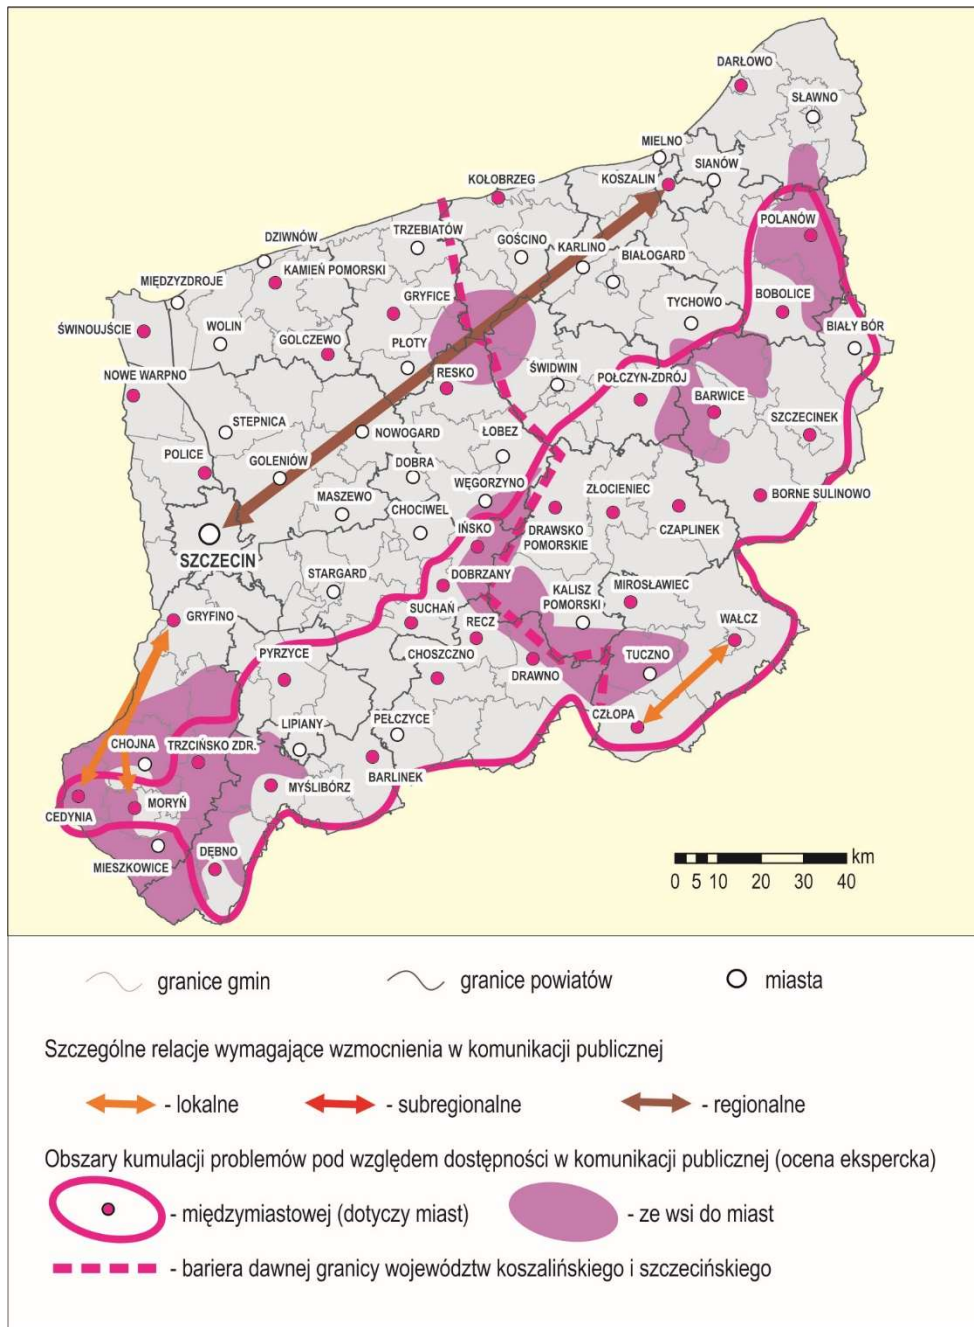 DARŁOWO
SŁAWNO
MIELNO
SIANÓW
KOSZALIN
KOŁOBRZEG
POLANÓW
TRZEBIATÓW
GOŚCINO
KARLINO
DZIWNÓW
BIAŁOGARD
KAMIEŃ POMORSKI
MIĘDZYZDROJE
GRYFICE
TYCHOWO
BOBOLICE
ŚWINOUJŚCIE
WOLIN
GOLCZEWO
PŁOTY
BIAŁY BÓR
NOWE WARPNO
RESKO
ŚWIDWIN
POŁCZYN-ZDRÓJ
BARWICE
STEPNICA
NOWOGARD
ŁOBEZ
SZCZECINEK
POLICE
GOLENIÓW
DOBRA
WĘGORZYNO
ZŁOCIENIEC
BORNE SULINOWO
MASZEWO
CHOCIWEL
CZAPLINEK
IŃSKO
DRAWSKO
POMORSKIE
SZCZECIN
STARGARD
DOBRZANY
KALISZ
POMORSKI
MIROSŁAWIEC
GRYFINO
SUCHAŃ
RECZ
WAŁCZ
PYRZYCE
CHOSZCZNO
DRAWNO
TUCZNO
CZŁOPA
CHOJNA
TRZCIŃSKO ZDR.
LIPIANY
PEŁCZYCE
CEDYNIA
MORYŃ
MYŚLIBÓRZ
BARLINEK
MIESZKOWICE
DĘBNO
km
0 5 10 20 30 40
granice gmin
granice powiatów
miasta
Szczególne relacje wymagające wzmocnienia w komunikacji publicznej
- lokalne
- subregionalne
- regionalne
Obszary kumulacji problemów pod względem dostępności w komunikacji publicznej (ocena ekspercka)
- międzymiastowej (dotyczy miast)
- ze wsi do miast
- bariera dawnej granicy województw koszalińskiego i szczecińskiego